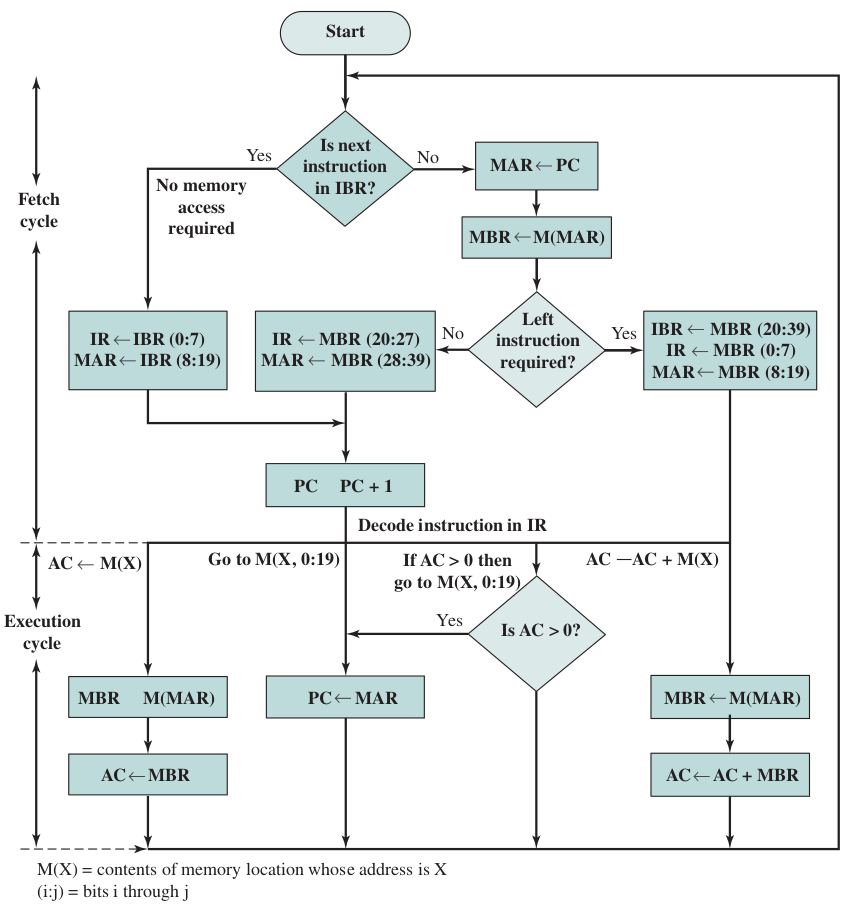 Start
Is next
instruction
in IBR?
Yes
No
No memory
access
required
MAR ← PC
MBR ← M(MAR)
Fetch
cycle
Left
instruction
required?
No
Yes
IR ← IBR (0:7)
MAR ← IBR (8:19)
IR ← MBR (20:27)
MAR ← MBR (28:39)
IBR ← MBR (20:39)
IR ← MBR (0:7)
MAR ← MBR (8:19)
PC PC + 1
Decode instruction in IR
AC ← M(X)
Go to M(X, 0:19)
If AC > 0 then
go to M(X, 0:19)
AC —AC + M(X)
Execution
cycle
Yes
Is AC > 0?
MBR M(MAR)
PC ← MAR
MBR ← M(MAR)
AC ← MBR
AC ← AC + MBR
M(X) = contents of memory location whose address is X
(i:j) = bits i through j